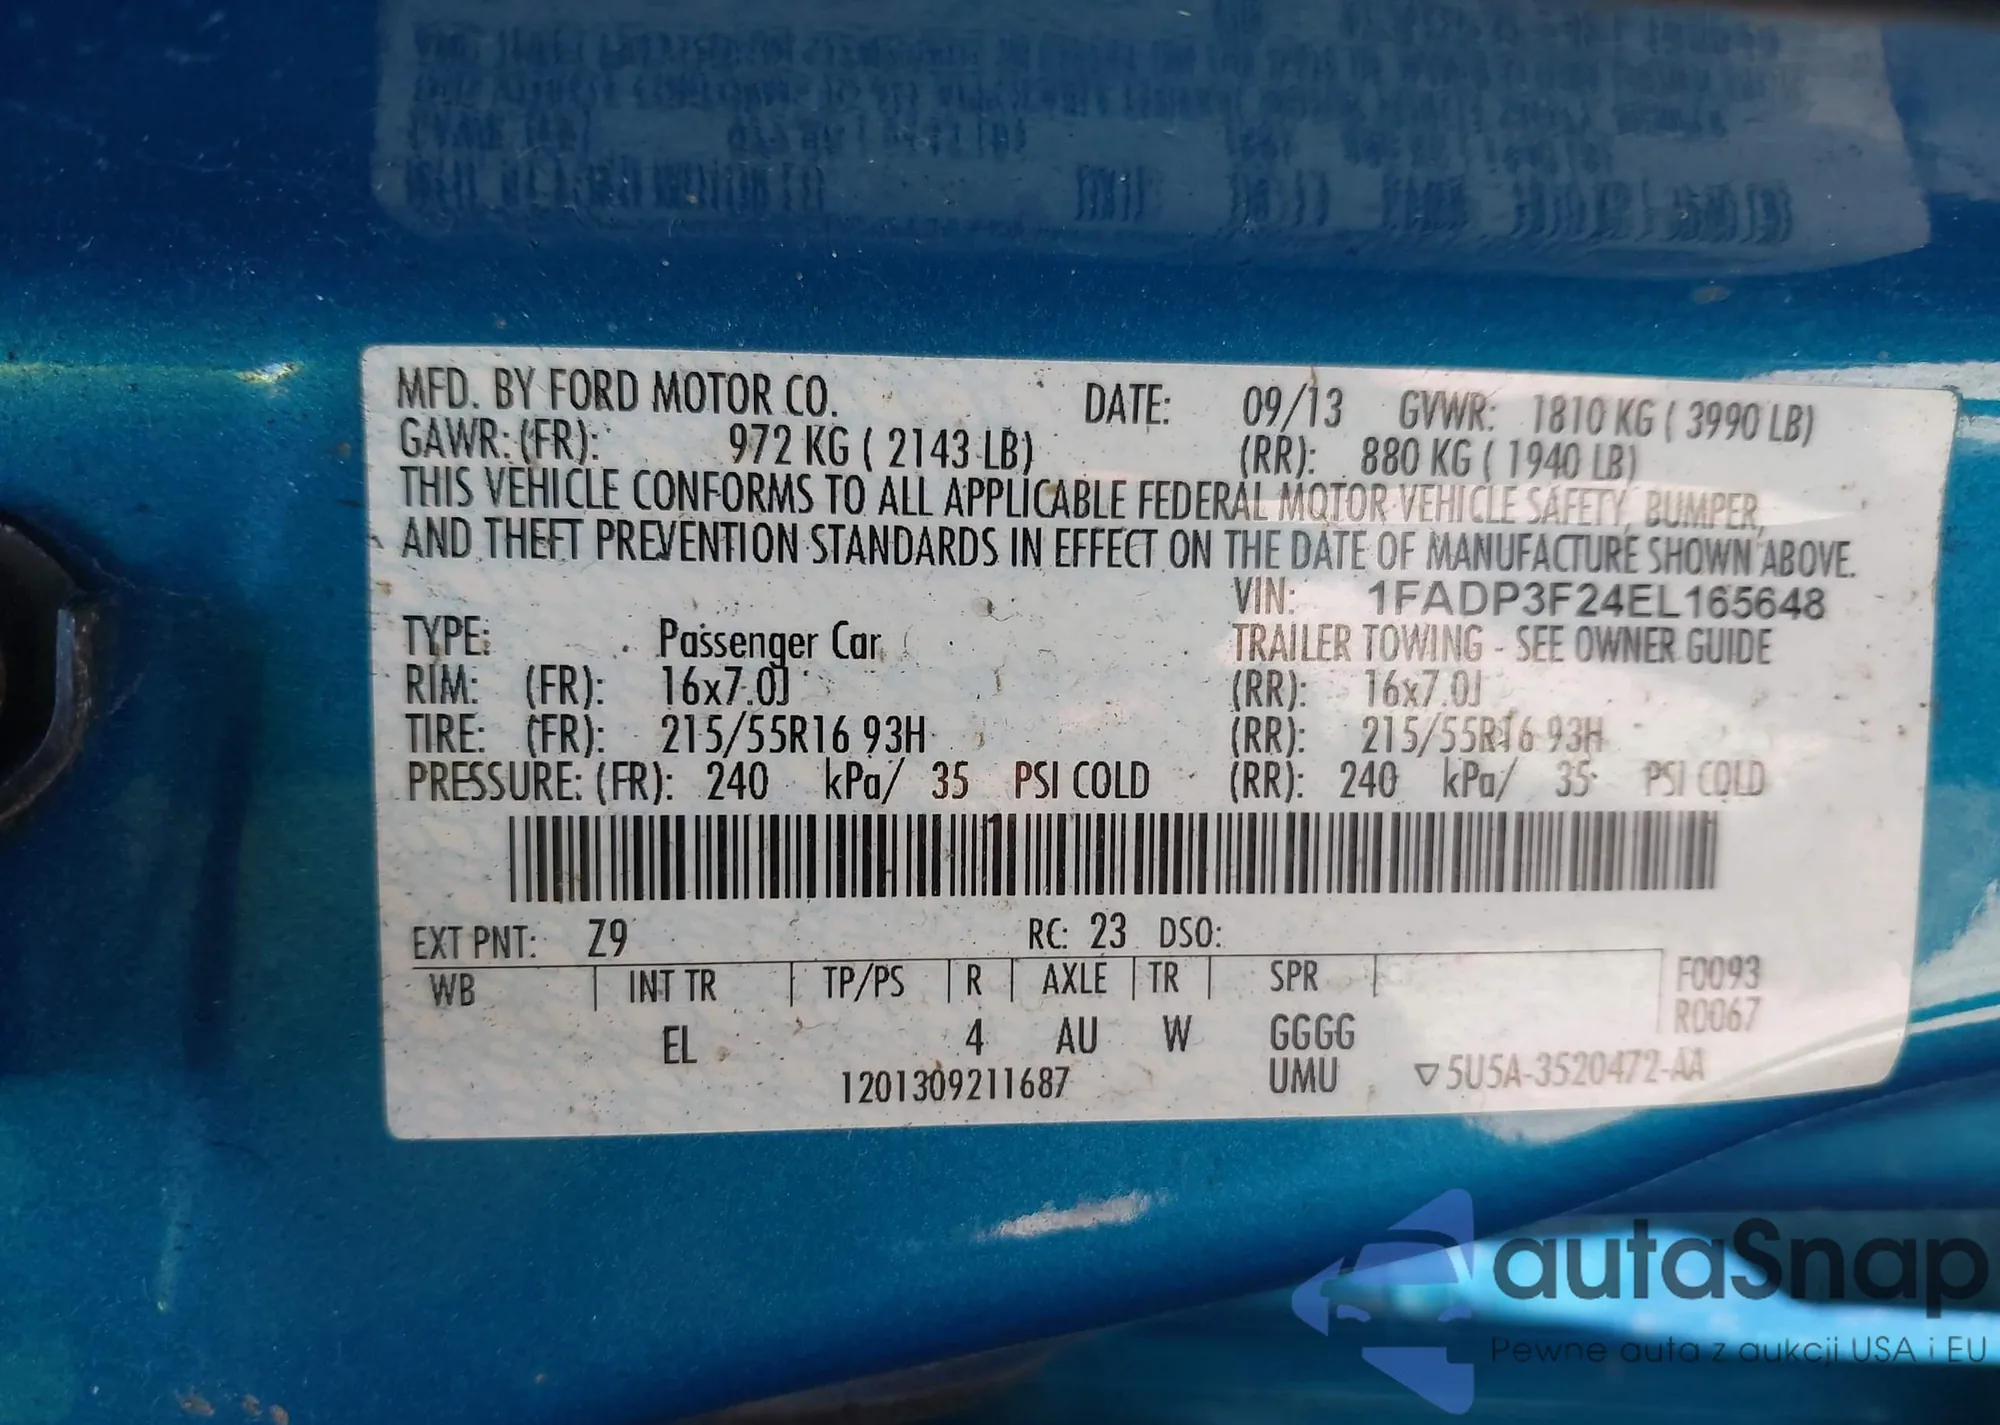 MFD. BY FORD MOTOR CO. DATE: 09/13 GVWR: 1810 KG ( 3990 LB)
GAWR: (FR): 972 KG ( 2143 LB) (RR): 880 KG ( 1940 LB)
THIS VEHICLE CONFORMS TO ALL APPLICABLE FEDERAL MOTOR VEHICLE SAFETY, BUMPER,
AND THEFT PREVENTION STANDARDS IN EFFECT ON THE DATE OF MANUFACTURE SHOWN ABOVE.
VIN: 1FADP3F24EL165648
TYPE: Passenger Car TRAILER TOWING - SEE OWNER GUIDE
RIM: (FR): 16x7.0J (RR): 16x7.0J
TIRE: (FR): 215/55R16 93H (RR): 215/55R16 93H
PRESSURE: (FR): 240 kPa/ 35 PSI COLD (RR): 240 kPa/ 35 PSI COLD
EXT PNT: Z9 RC: 23 DSO:
WB INT TR TP/PS R AXLE TR SPR F0093
R0067
EL 4 AU W GGGG
1201309211687 UMU ▽5U5A-3520472-AA
autaSnap
Pewne auta z aukcji USA i EU